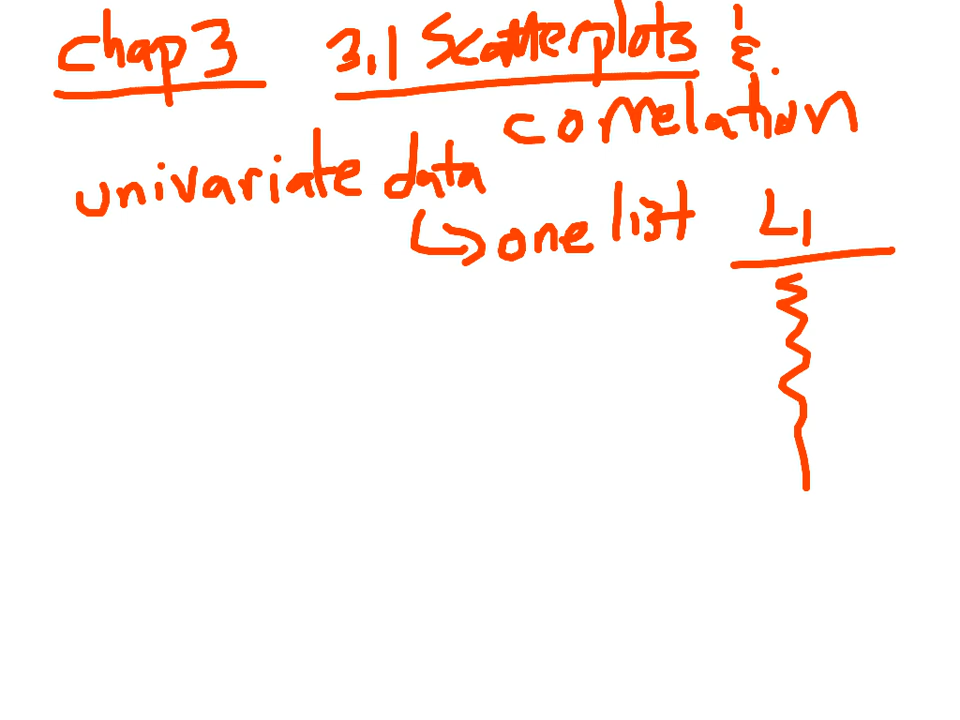 chap 3 3.1 Scatterplots &
correlation
univariate data
↳ one list L1